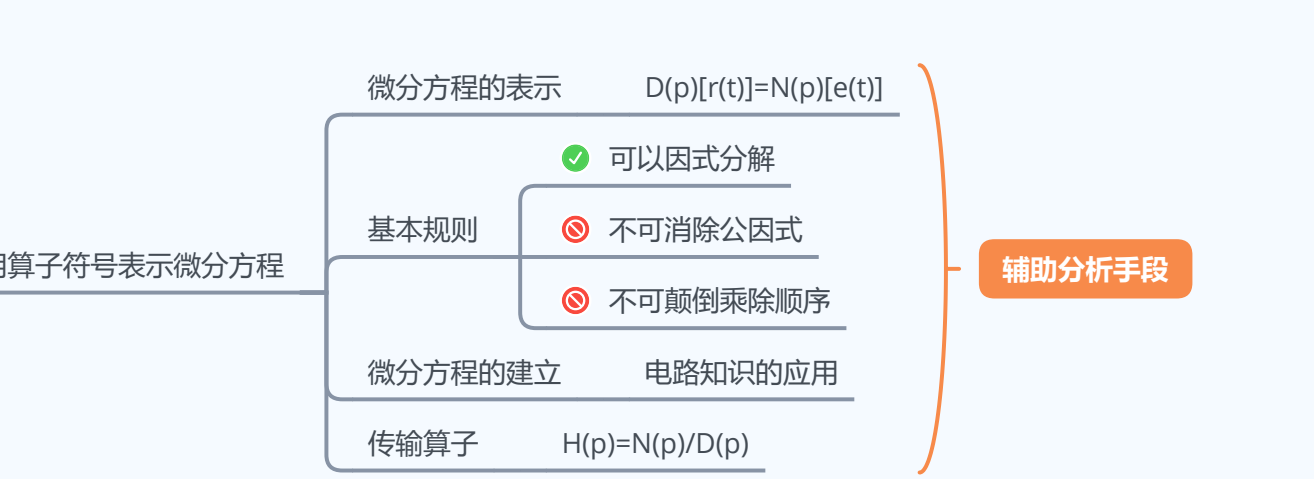 微分方程的表示 D(p)[r(t)]=N(p)[e(t)]
可以因式分解
基本规则
不可消除公因式
算子符号表示微分方程
辅助分析手段
不可颠倒乘除顺序
微分方程的建立 电路知识的应用
传输算子 H(p)=N(p)/D(p)